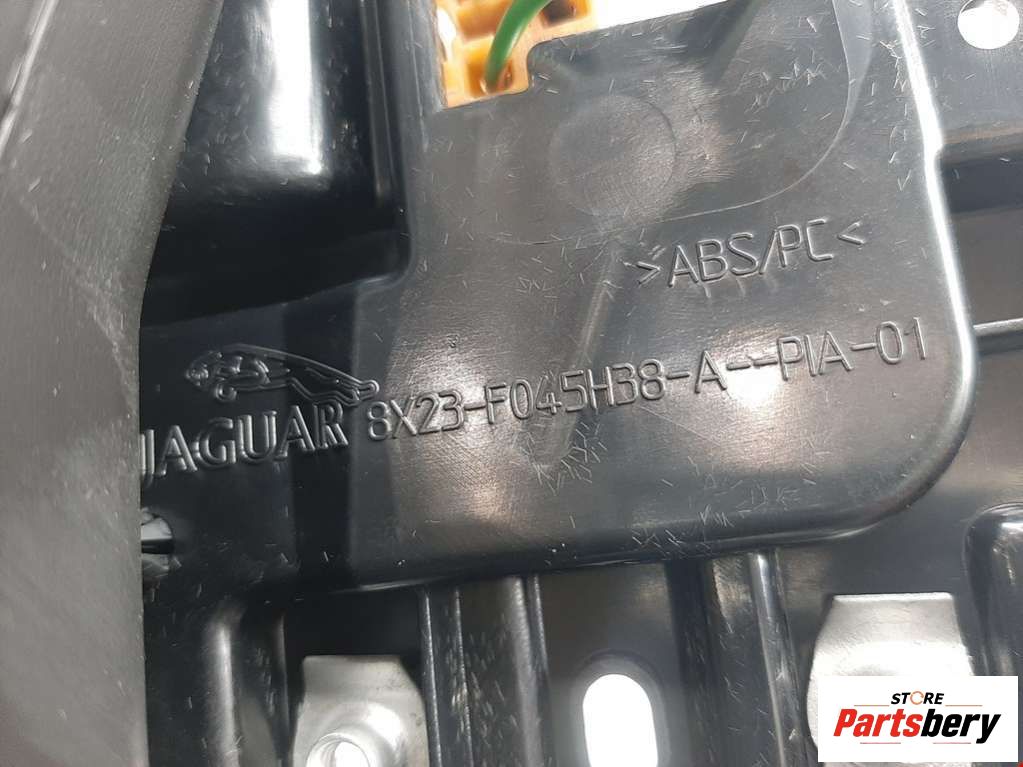 >ABS/PC<
JAGUAR 8X23-F045H38-A--PIA-01
STORE
Partsbery